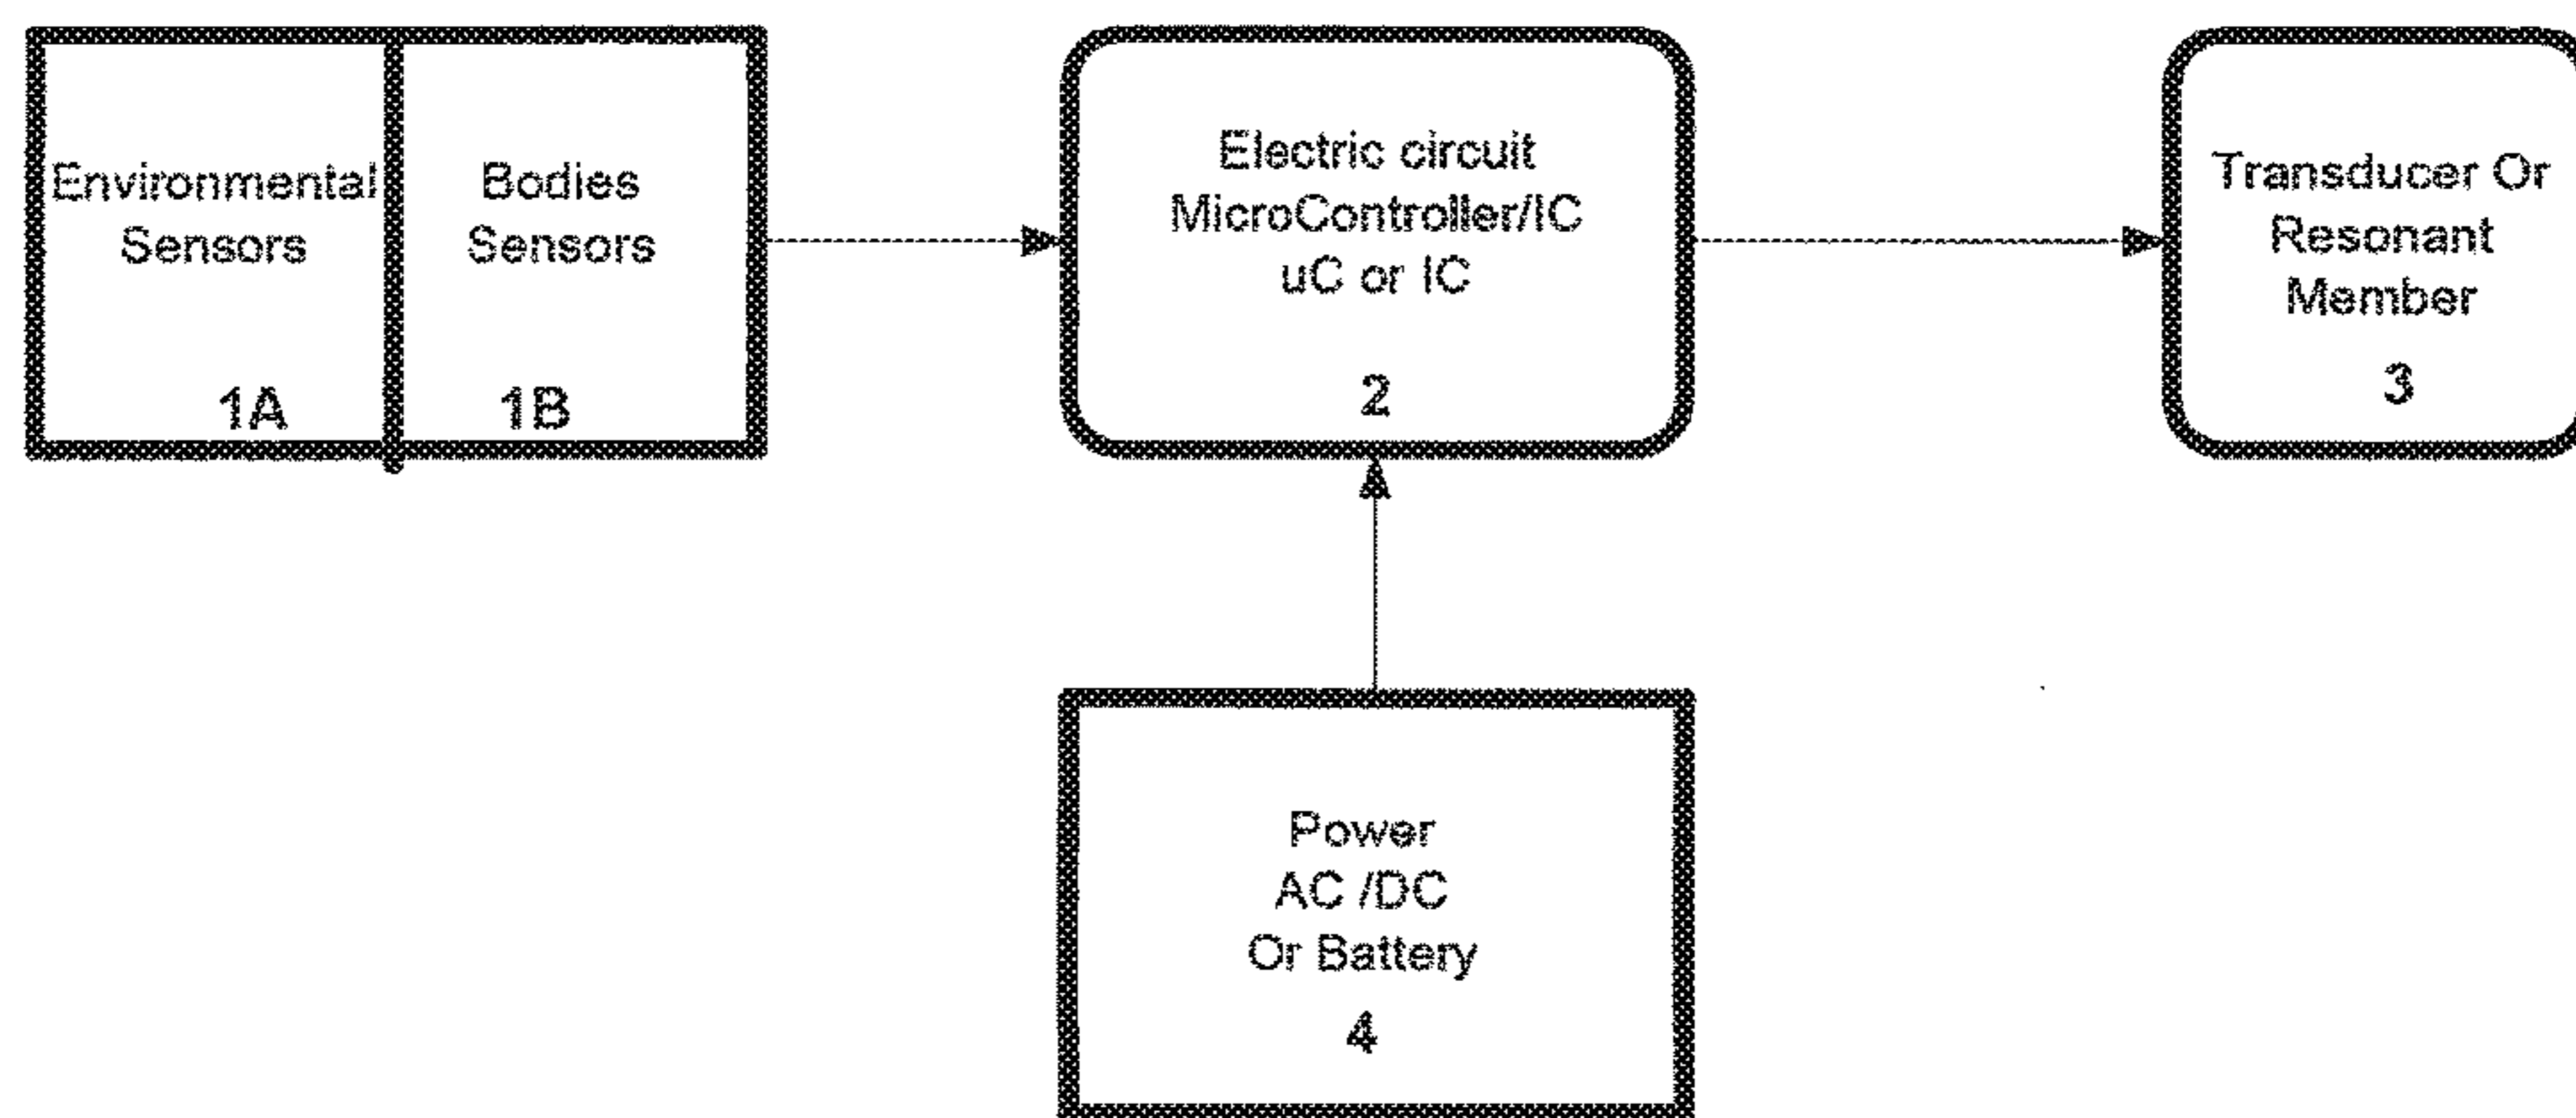 Environmental
Sensors
1A
Bodies
Sensors
1B
Electric circuit
MicroController/IC
uC or IC
2
Transducer Or
Resonant
Member
3
Power
AC /DC
Or Battery
4